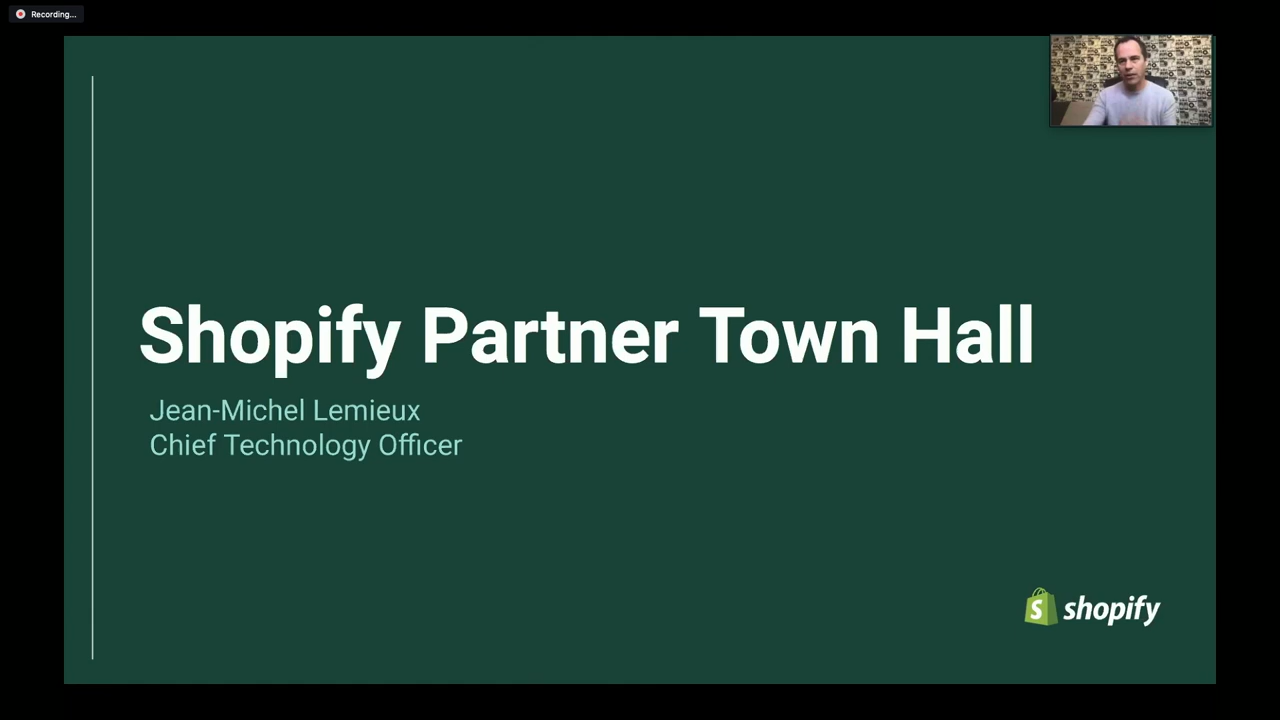 Recording...
Shopify Partner Town Hall
Jean-Michel Lemieux
Chief Technology Officer
shopify